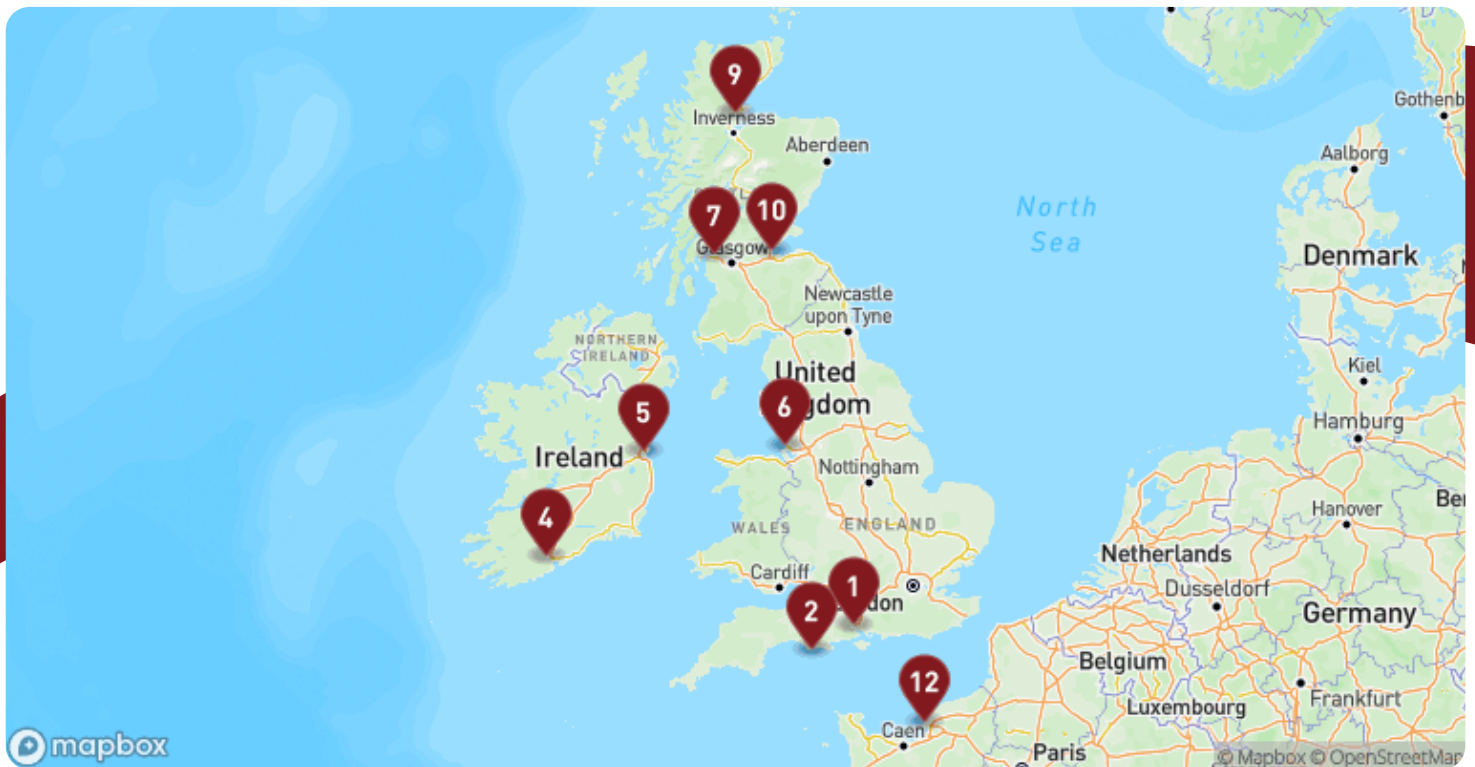 9
Inverness
Aberdeen
Gothenb
Aalborg
7
10
North
Sea
Glasgow
Denmark
Newcastle
upon Tyne
NORTHERN
IRELAND
United
gdom
Kiel
5
6
Hamburg
Ireland
Nottingham
4
WALES
ENGLAND
Hanover
Ber
Netherlands
Cardiff
1
2
don
Dusseldorf
Germany
Belgium
12
Luxembourg
Frankfurt
Caen
Paris
mapbox
© Mapbox © OpenStreetMap